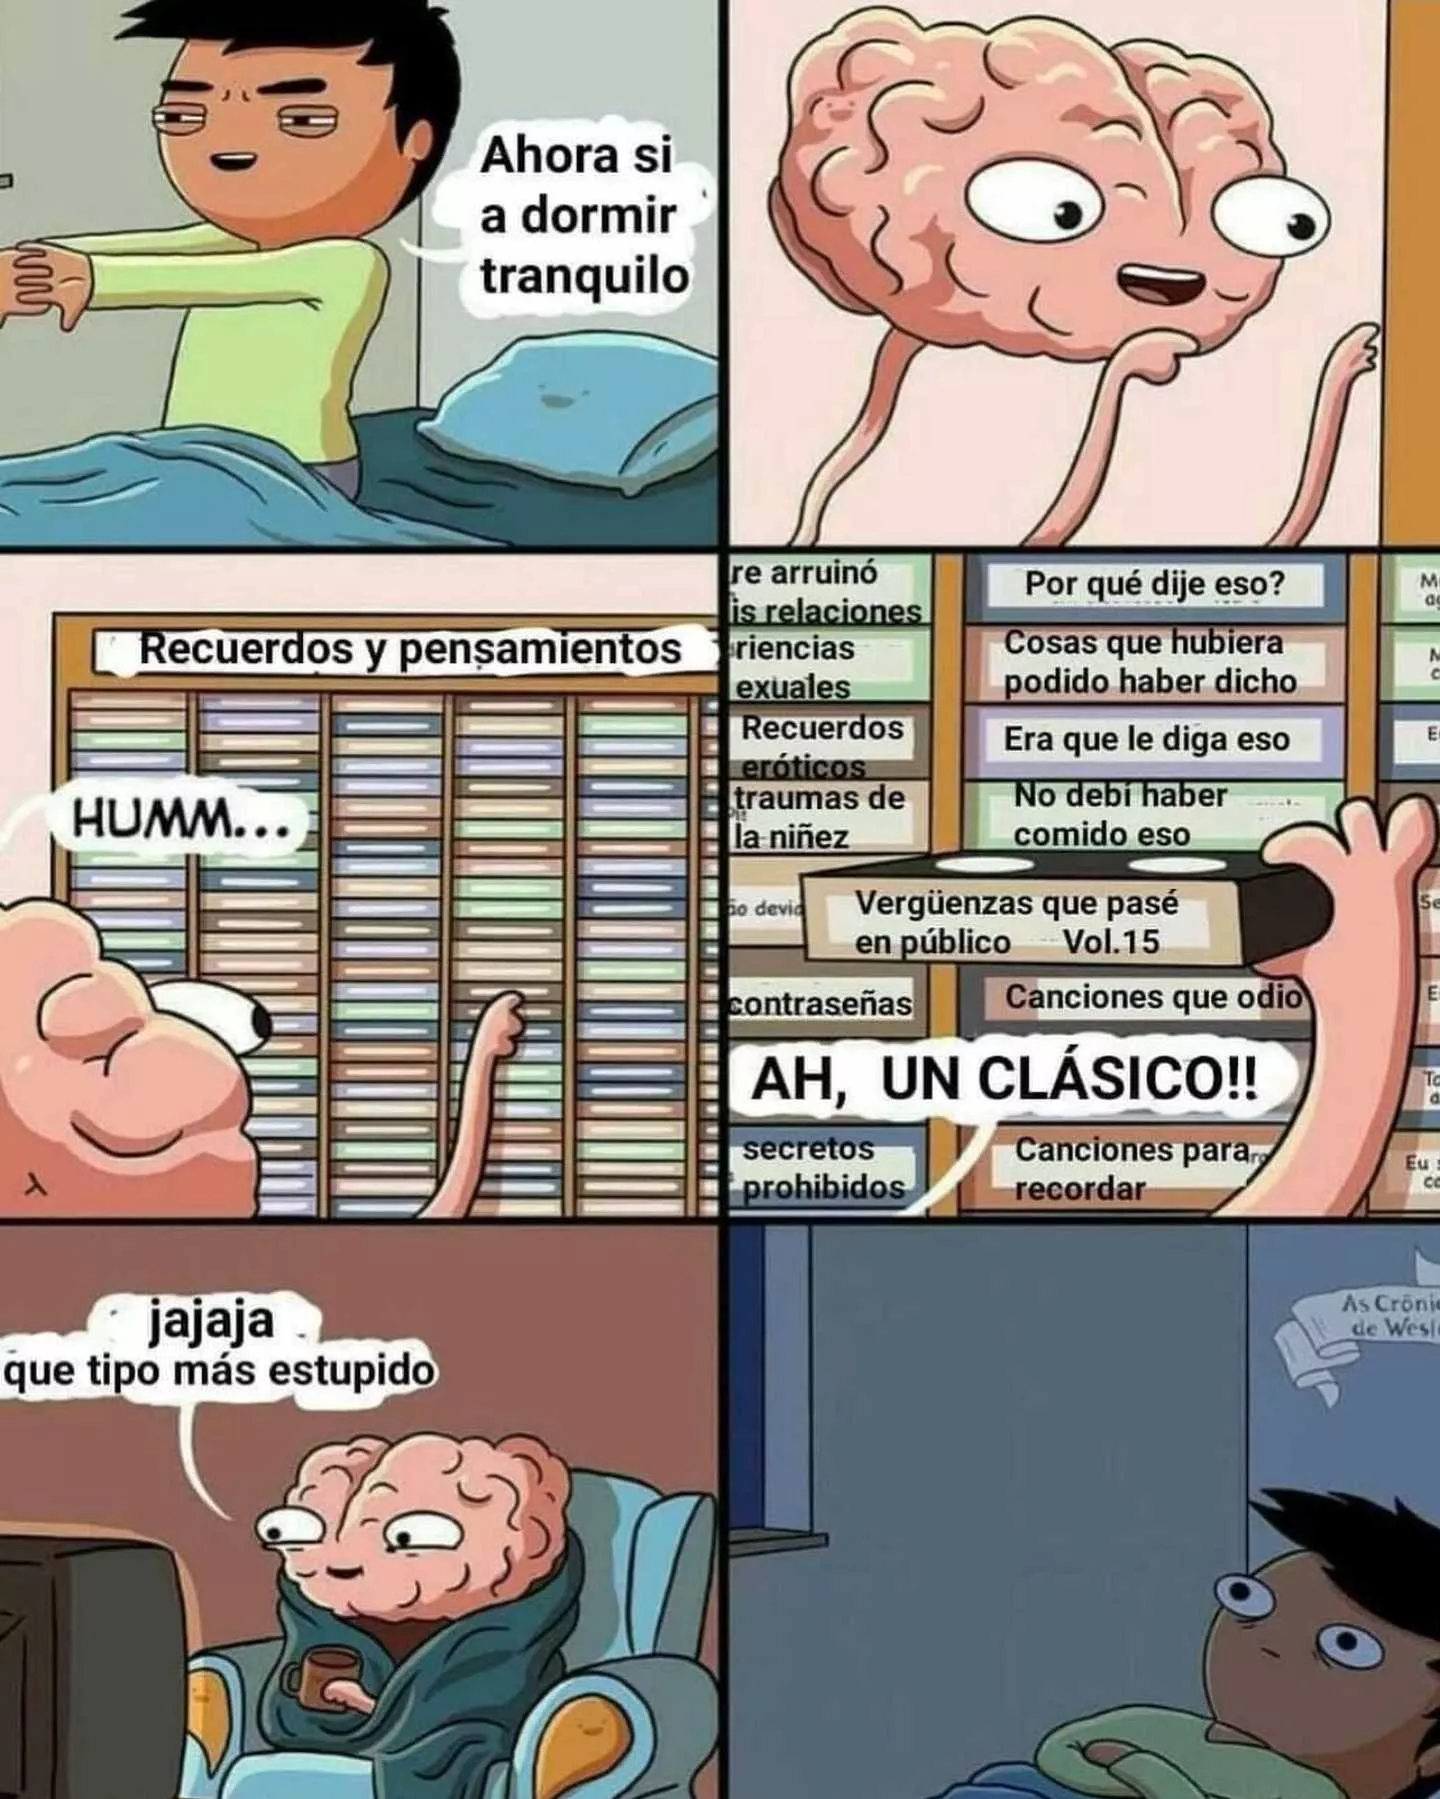 Ahora si
a dormir
tranquilo
Recuerdos y pensamientos
HUMM...
re arruinó
is relaciones
riencias
exuales
Recuerdos
eróticos
traumas de
la niñez
ão devia
contraseñas
secretos
prohibidos
Por qué dije eso?
Cosas que hubiera
podido haber dicho
Era que le diga eso
No debí haber
comido eso
Vergüenzas que pasé
en público Vol.15
Canciones que odio
AH, UN CLÁSICO!!
Canciones para
recordar
Eu
jajaja
que tipo más estupido
As Crôni
de Wesl